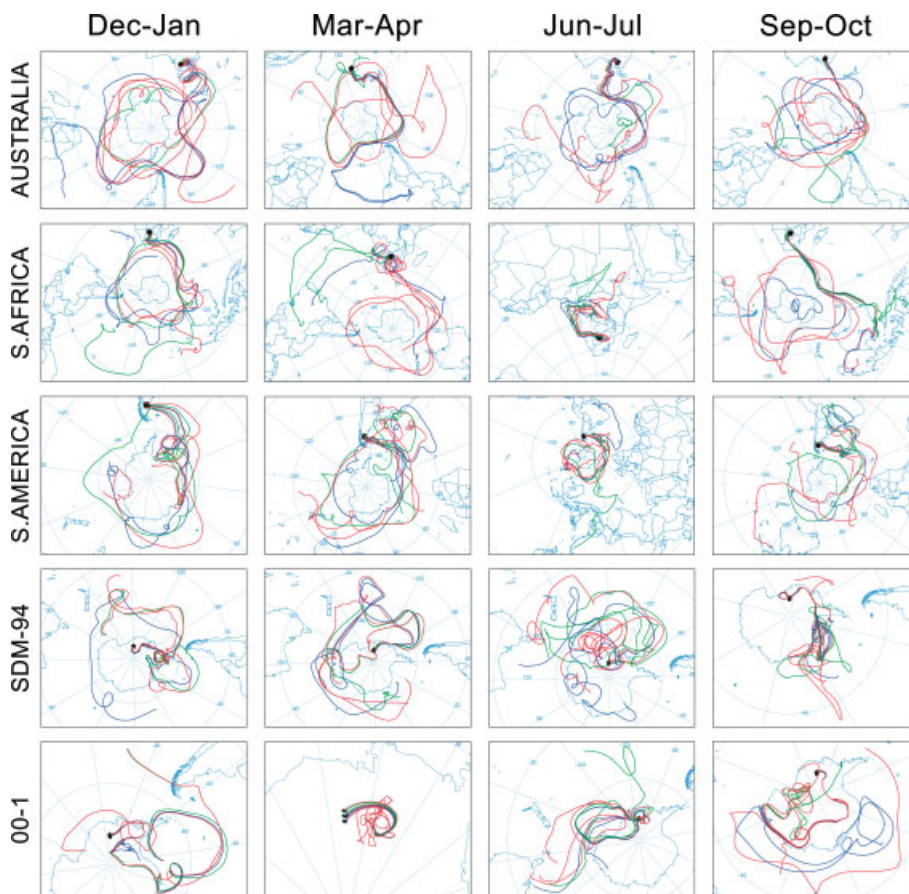 Dec-Jan Mar-Apr Jun-Jul Sep-Oct
AUSTRALIA
S.AFRICA
S.AMERICA
SDM-94
00-1